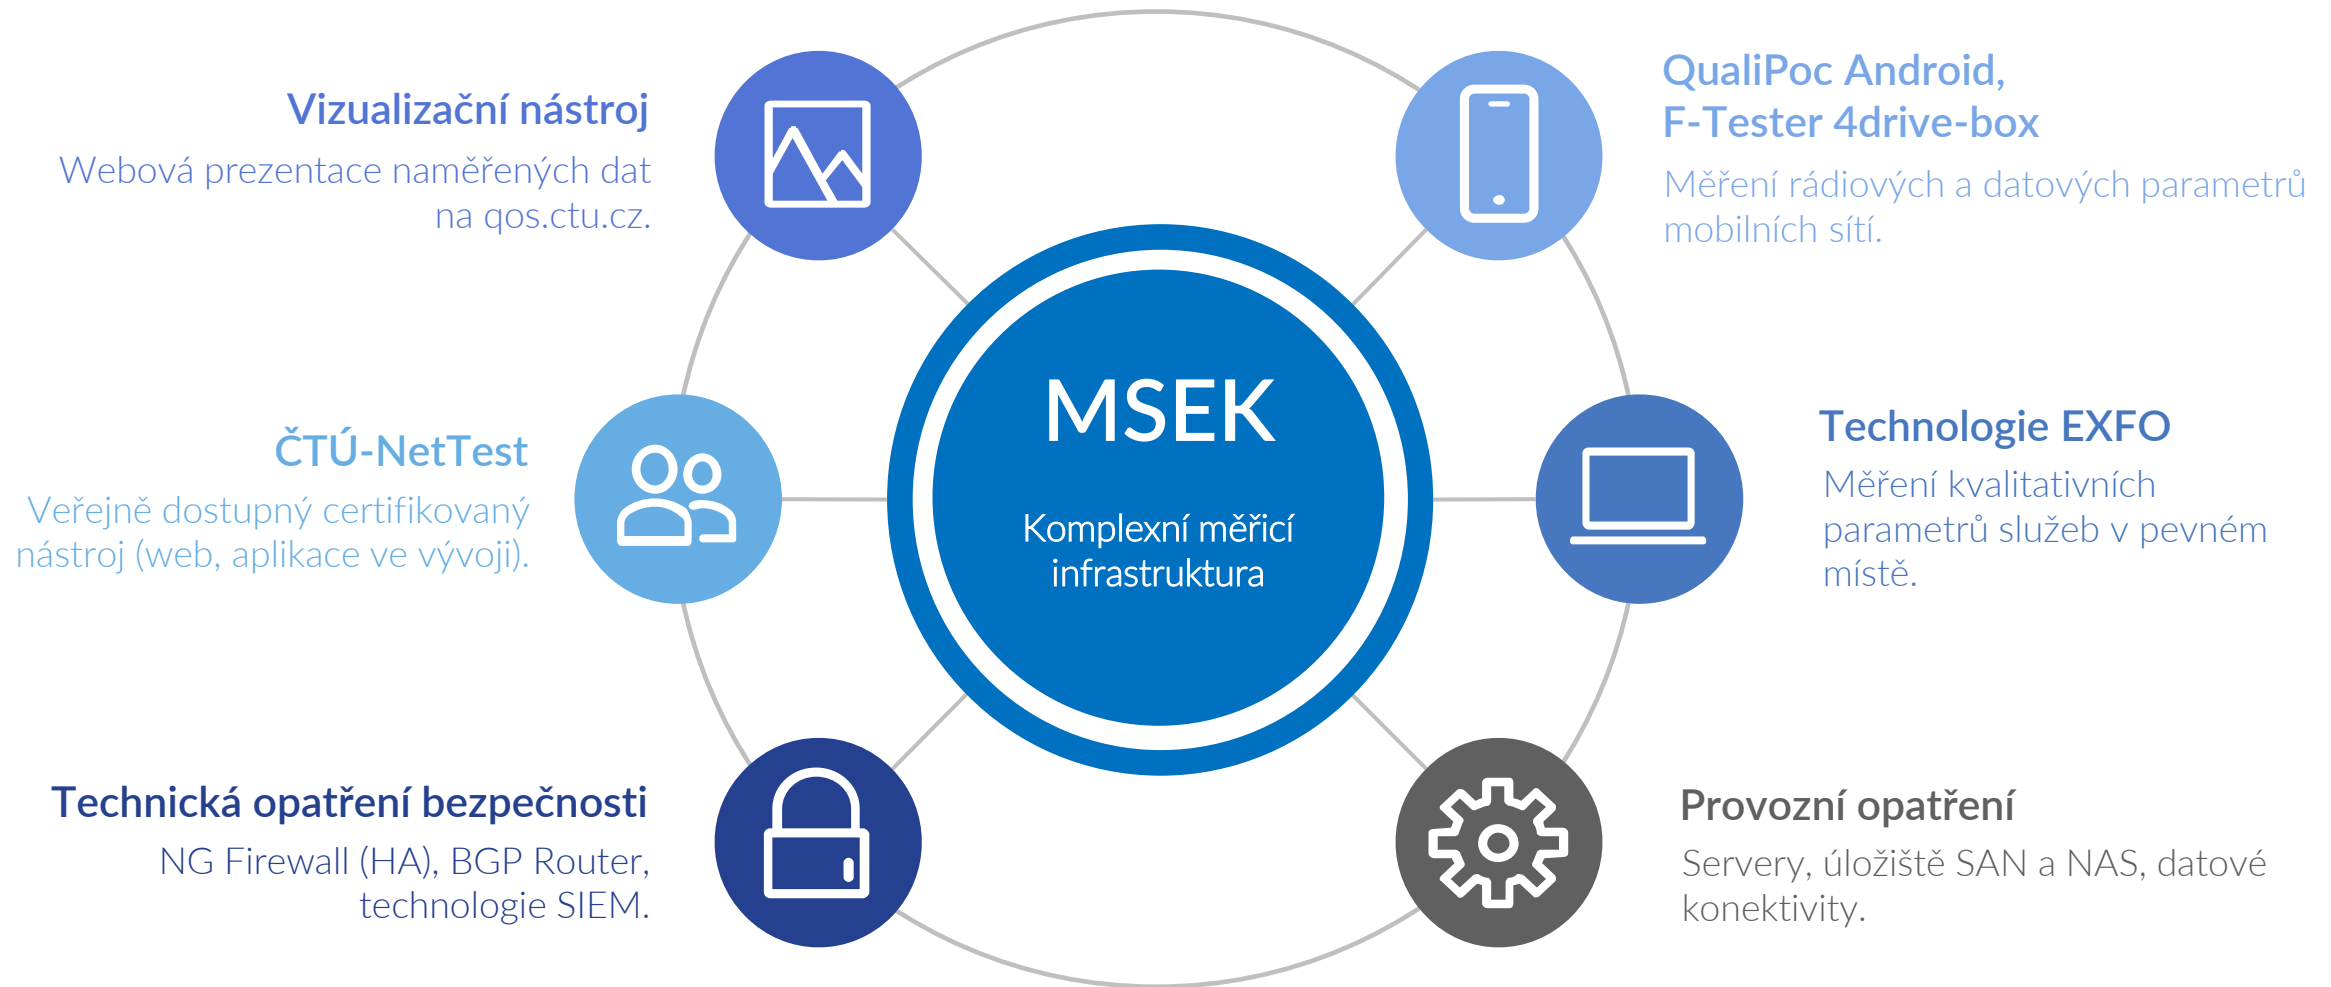 Vizualizační nástroj
Webová prezentace naměřených dat
na qos.ctu.cz.
QualiPoc Android,
F-Tester 4drive-box
Měření rádiových a datových parametrů
mobilních sítí.
ČTÚ-NetTest
Veřejně dostupný certifikovaný
nástroj (web, aplikace ve vývoji).
MSEK
Komplexní měřicí
infrastruktura
Technologie EXFO
Měření kvalitativních
parametrů služeb v pevném
místě.
Technická opatření bezpečnosti
NG Firewall (HA), BGP Router,
technologie SIEM.
Provozní opatření
Servery, úložiště SAN a NAS, datové
konektivity.